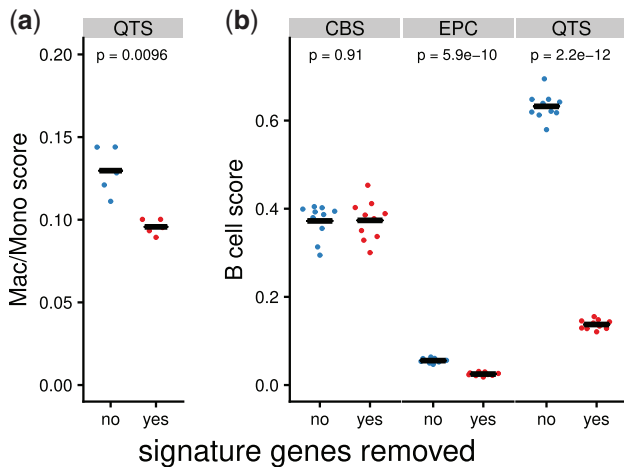 (a)
QTS
p = 0.0096
Mac/Mono score
0.20
0.15
0.10
0.05
0.00
no yes
(b)
CBS EPC QTS
p = 0.91 p = 5.9e-10 p = 2.2e-12
B cell score
0.6
0.4
0.2
0.0
no yes no yes no yes
signature genes removed